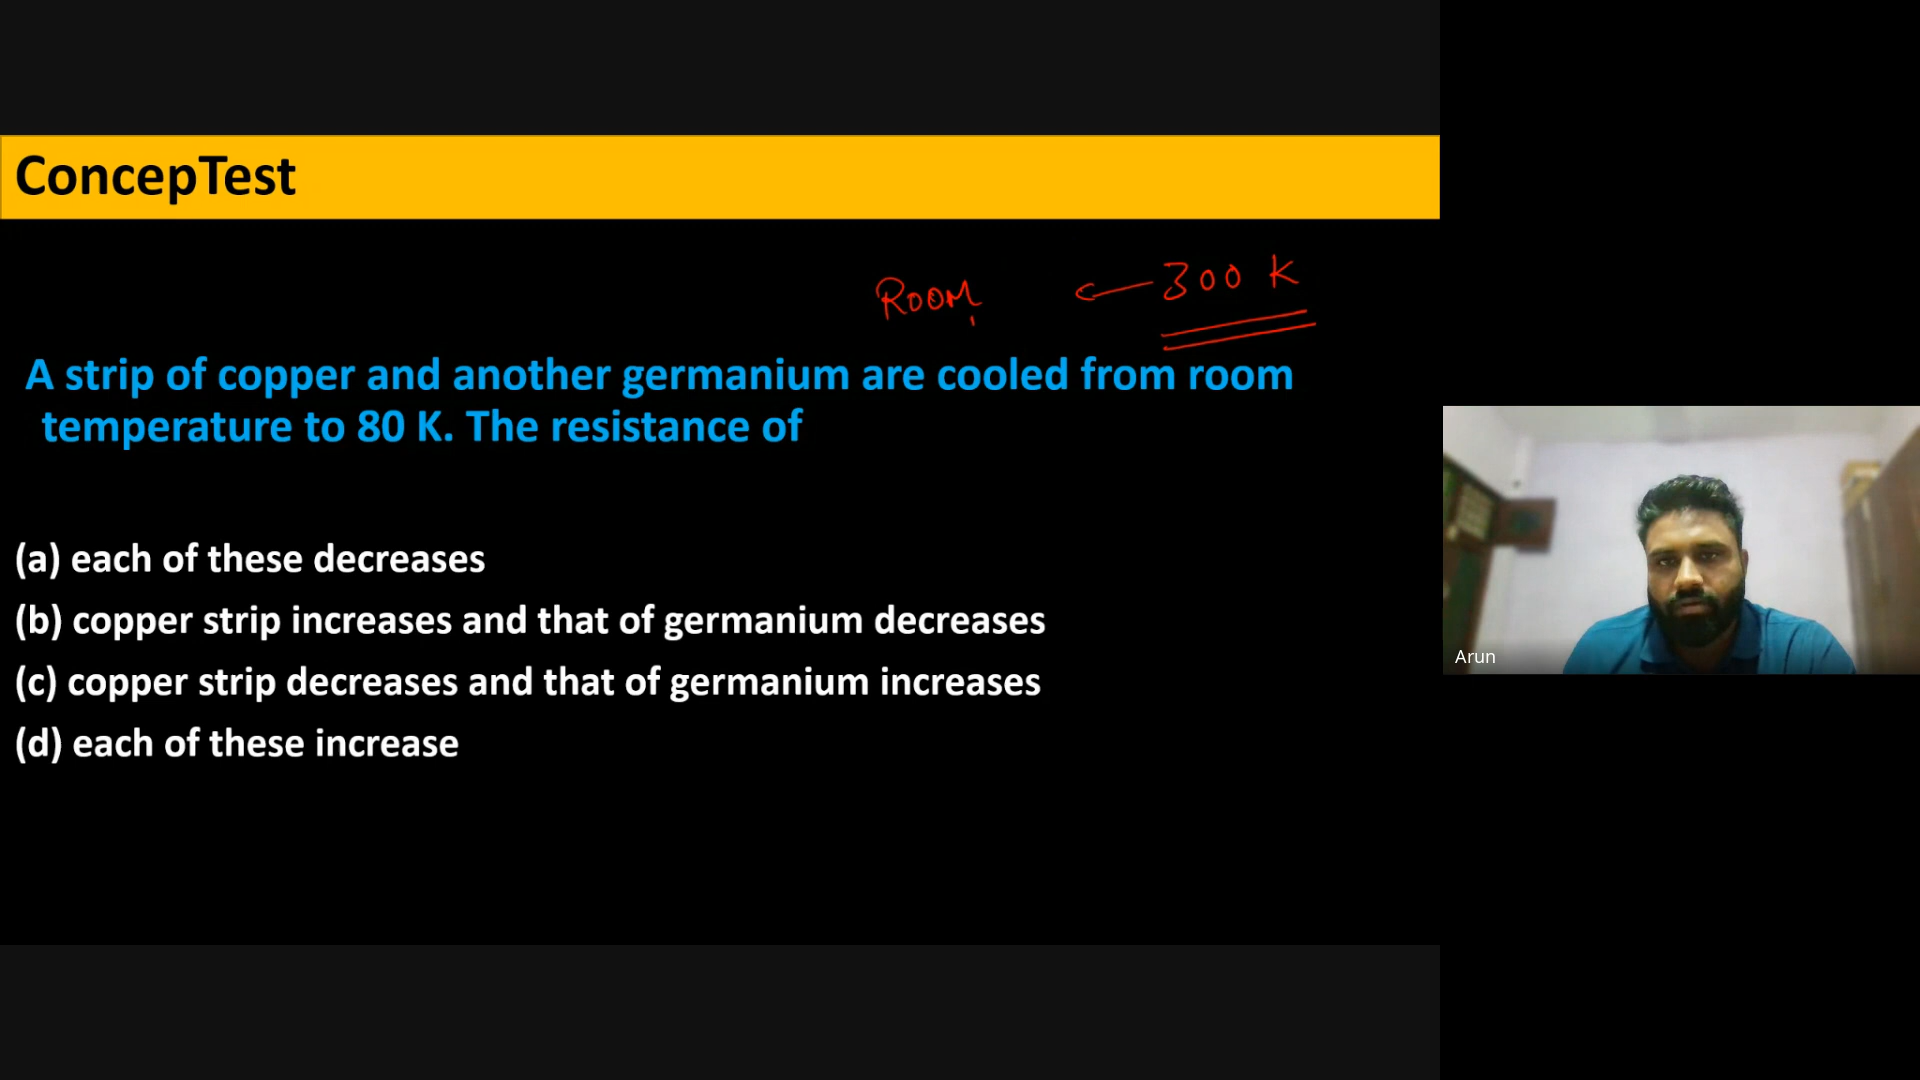 ConcepTest
ROOM ← 300 K
A strip of copper and another germanium are cooled from room
temperature to 80 K. The resistance of
(a) each of these decreases
(b) copper strip increases and that of germanium decreases
Arun
(c) copper strip decreases and that of germanium increases
(d) each of these increase